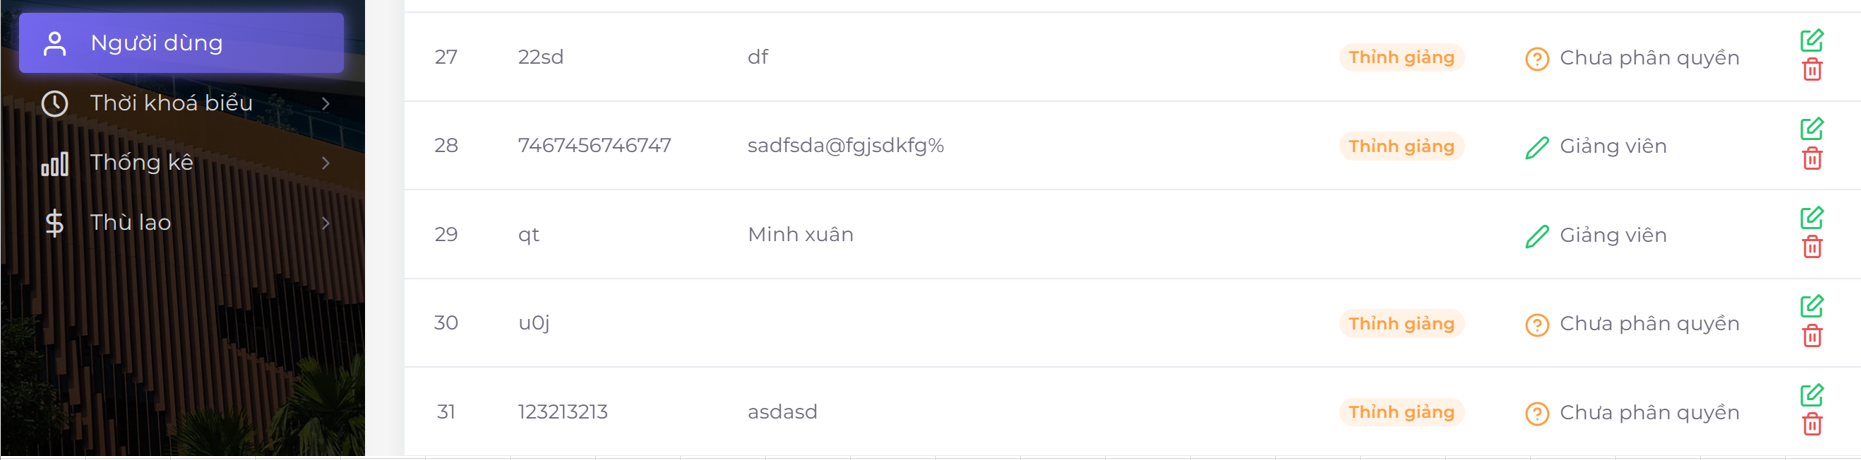 Người dùng
Thời khoá biểu
Thống kê
Thù lao
27 22sd df Thỉnh giảng Chưa phân quyền
28 7467456746747 sadfsda@fgjsdkfg% Thỉnh giảng Giảng viên
29 qt Minh xuân Giảng viên
30 u0j Thỉnh giảng Chưa phân quyền
31 123213213 asdasd Thỉnh giảng Chưa phân quyền